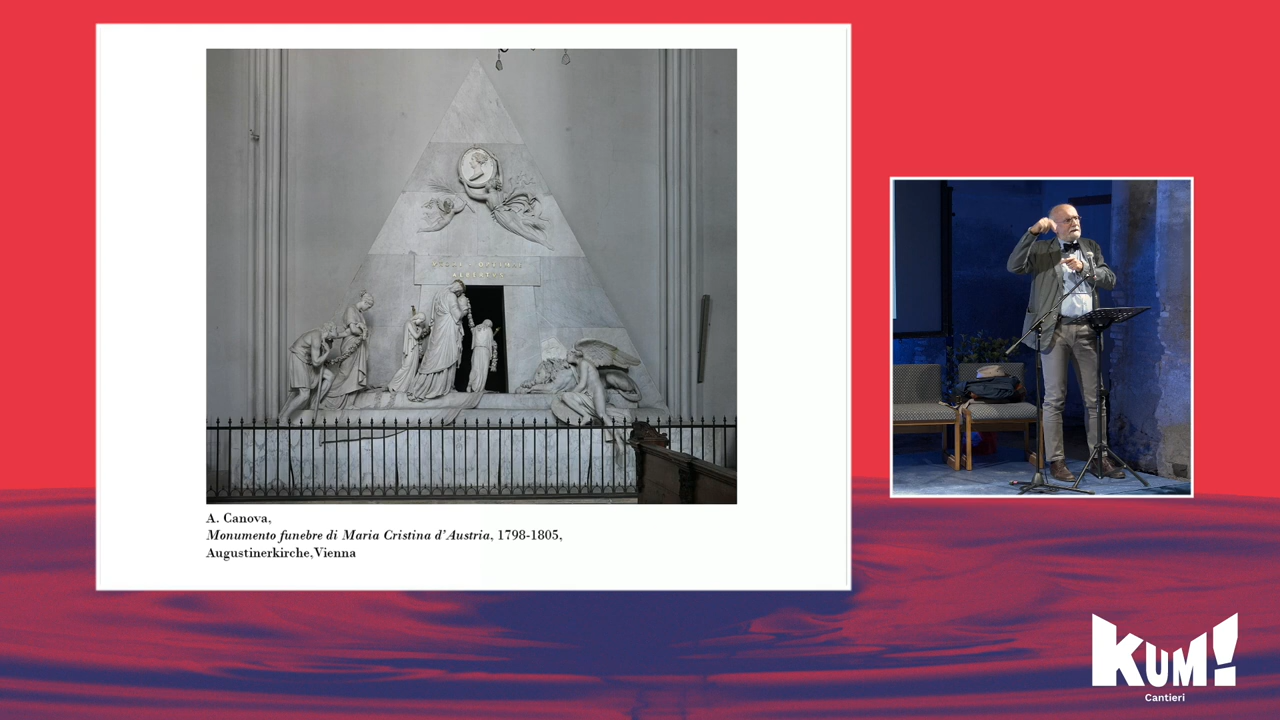 A. Canova,
Monumento funebre di Maria Cristina d'Austria, 1798-1805,
Augustinerkirche,Vienna
KUM!
Cantieri